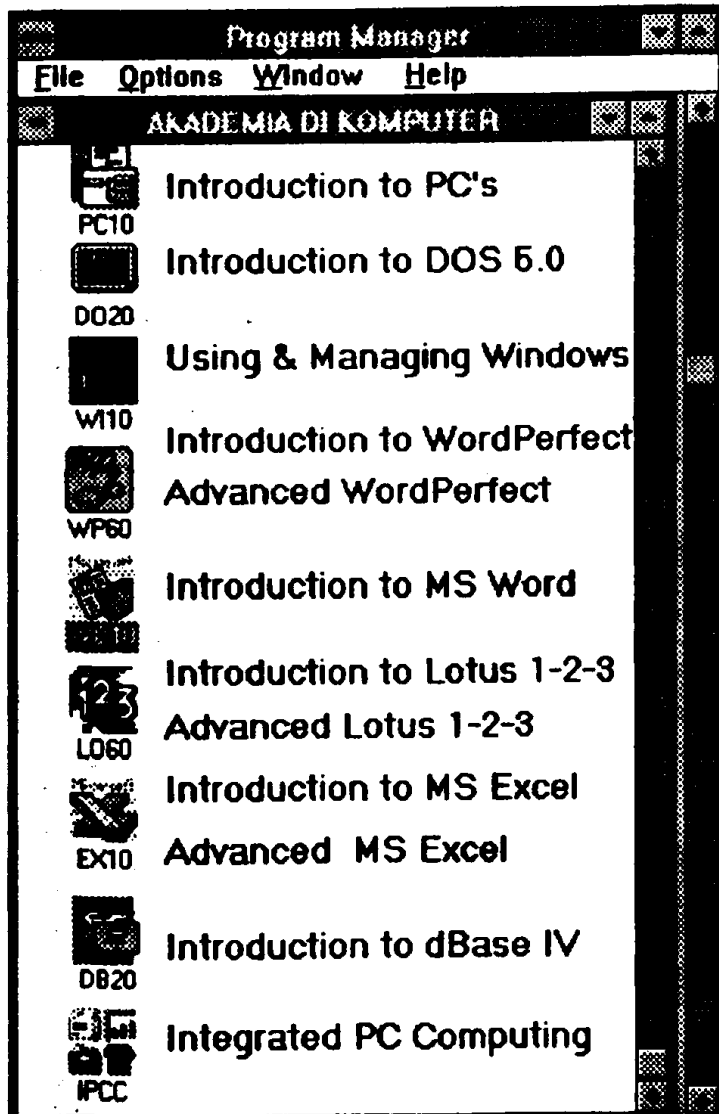 Program Manager
File Options Window Help
AKADEMIA DI KOMPUTER
PC10 Introduction to PC's
Introduction to DOS 5.0
DO20
Using & Managing Windows
WI10
Introduction to WordPerfect
Advanced WordPerfect
WP60
Introduction to MS Word
Introduction to Lotus 1-2-3
Advanced Lotus 1-2-3
LO60
Introduction to MS Excel
Advanced MS Excel
EX10
Introduction to dBase IV
DB20
Integrated PC Computing
IPCC